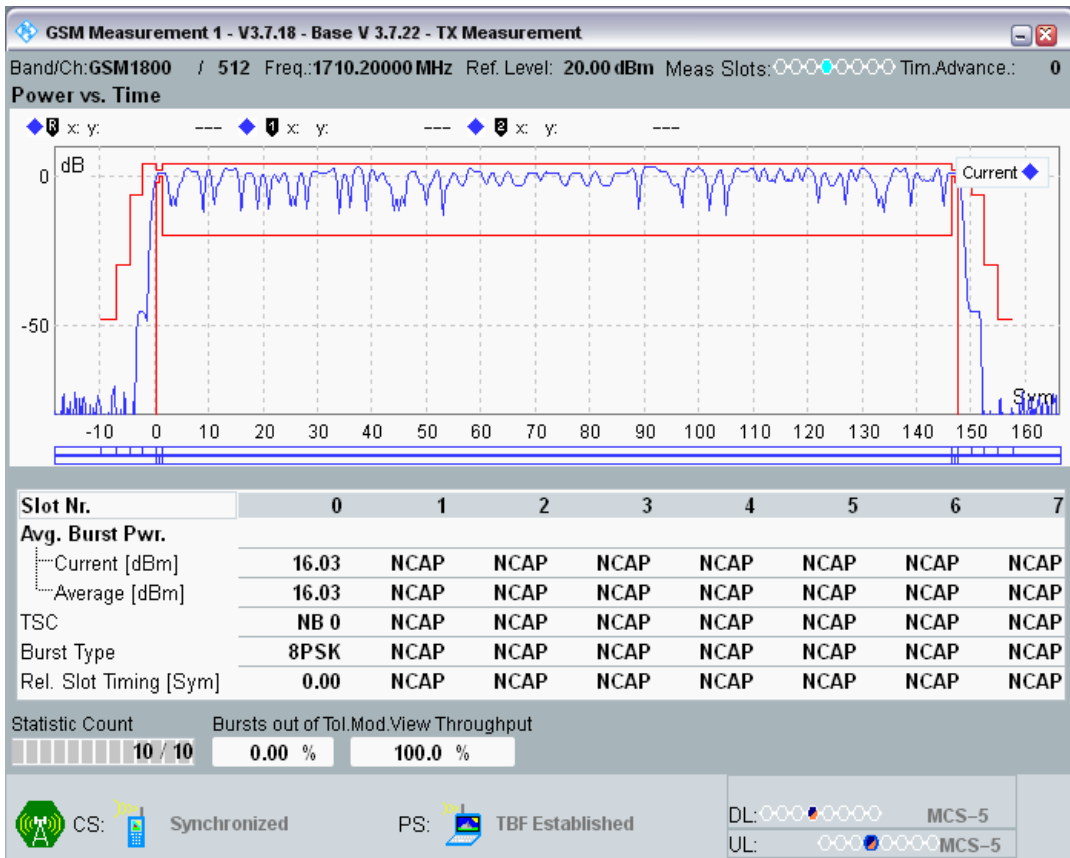 GSM Measurement 1 - V3.7.18 - Base V 3.7.22 - TX Measurement
Band/Ch:GSM1800 / 512 Freq.:1710.20000 MHz Ref. Level: 20.00 dBm Meas Slots: Tim.Advance.: 0
Power vs. Time
R x: y: --- 1 x: y: --- 2 x: y: ---
dB
Current
0
-50
Sym
-10 0 10 20 30 40 50 60 70 80 90 100 110 120 130 140 150 160
Slot Nr. 0 1 2 3 4 5 6 7
Avg. Burst Pwr.
Current [dBm] 16.03 NCAP NCAP NCAP NCAP NCAP NCAP NCAP
Average [dBm] 16.03 NCAP NCAP NCAP NCAP NCAP NCAP NCAP
TSC NB 0 NCAP NCAP NCAP NCAP NCAP NCAP NCAP
Burst Type 8PSK NCAP NCAP NCAP NCAP NCAP NCAP NCAP
Rel. Slot Timing [Sym] 0.00 NCAP NCAP NCAP NCAP NCAP NCAP NCAP
Statistic Count Bursts out of Tol.Mod.View Throughput
10 / 10 0.00 % 100.0 %
CS: Synchronized PS: TBF Established
DL: MCS-5
UL: MCS-5